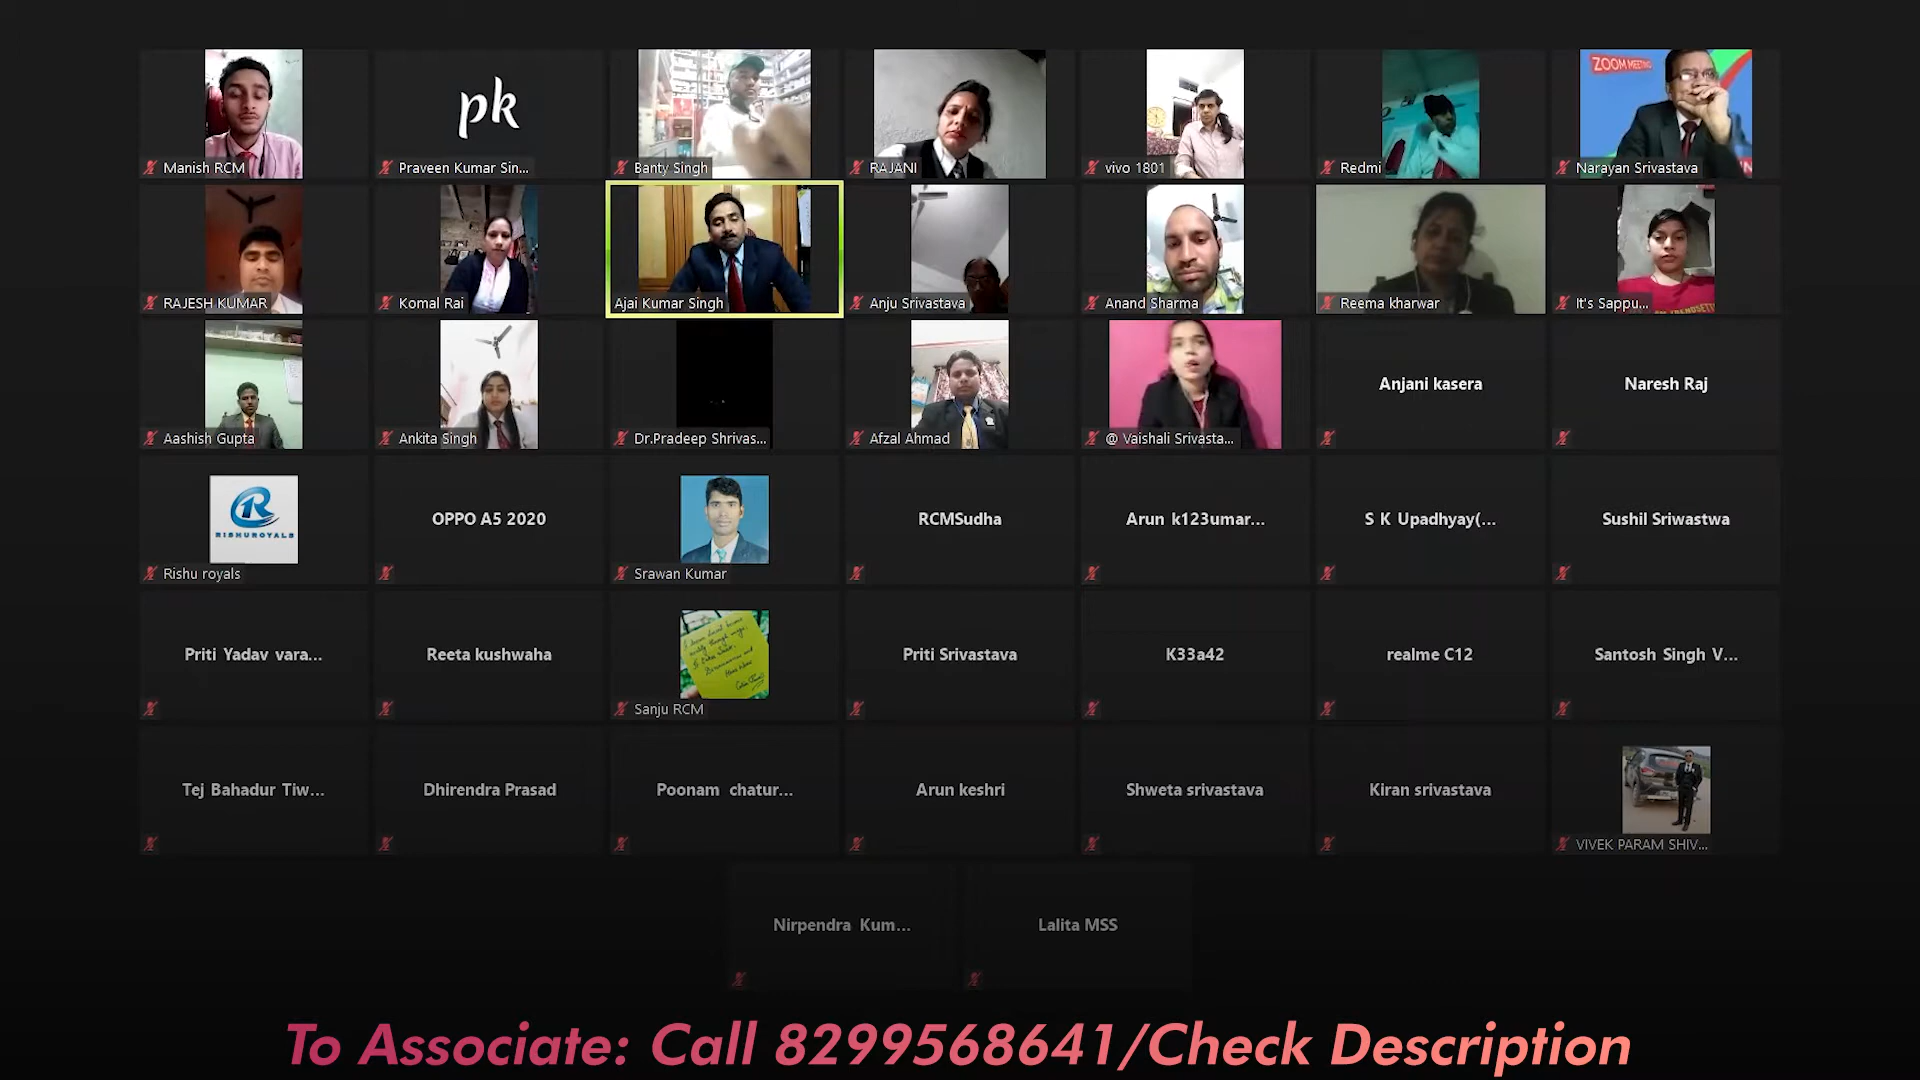 pk
ZOOM MEETING
Manish RCM
Praveen Kumar Sin...
Banty Singh
RAJANI
vivo 1801
Redmi
Narayan Srivastava
RAJESH KUMAR
Komal Rai
Ajai Kumar Singh
Anju Srivastava
Anand Sharma
Reema kharwar
It's Sappu...
Anjani kasera
Naresh Raj
Aashish Gupta
Ankita Singh
Dr.Pradeep Shrivas...
Afzal Ahmad
@ Vaishali Srivasta...
R
RISHUROYALS
OPPO A5 2020
RCMSudha
Arun k123umar...
S K Upadhyay(...
Sushil Sriwastwa
Rishu royals
Srawan Kumar
Priti Yadav vara...
Reeta kushwaha
Priti Srivastava
K33a42
realme C12
Santosh Singh V...
Sanju RCM
Tej Bahadur Tiw...
Dhirendra Prasad
Poonam chatur...
Arun keshri
Shweta srivastava
Kiran srivastava
VIVEK PARAM SHIV...
Nirpendra Kum...
Lalita MSS
To Associate: Call 8299568641/Check Description